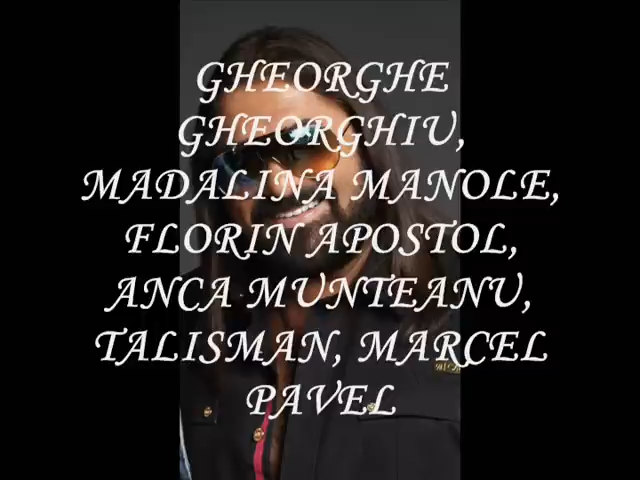 GHEORGHE
GHEORGHIU,
MADALINA MANOLE,
FLORIN APOSTOL,
ANCA MUNTEANU,
TALISMAN, MARCEL
PAVEL